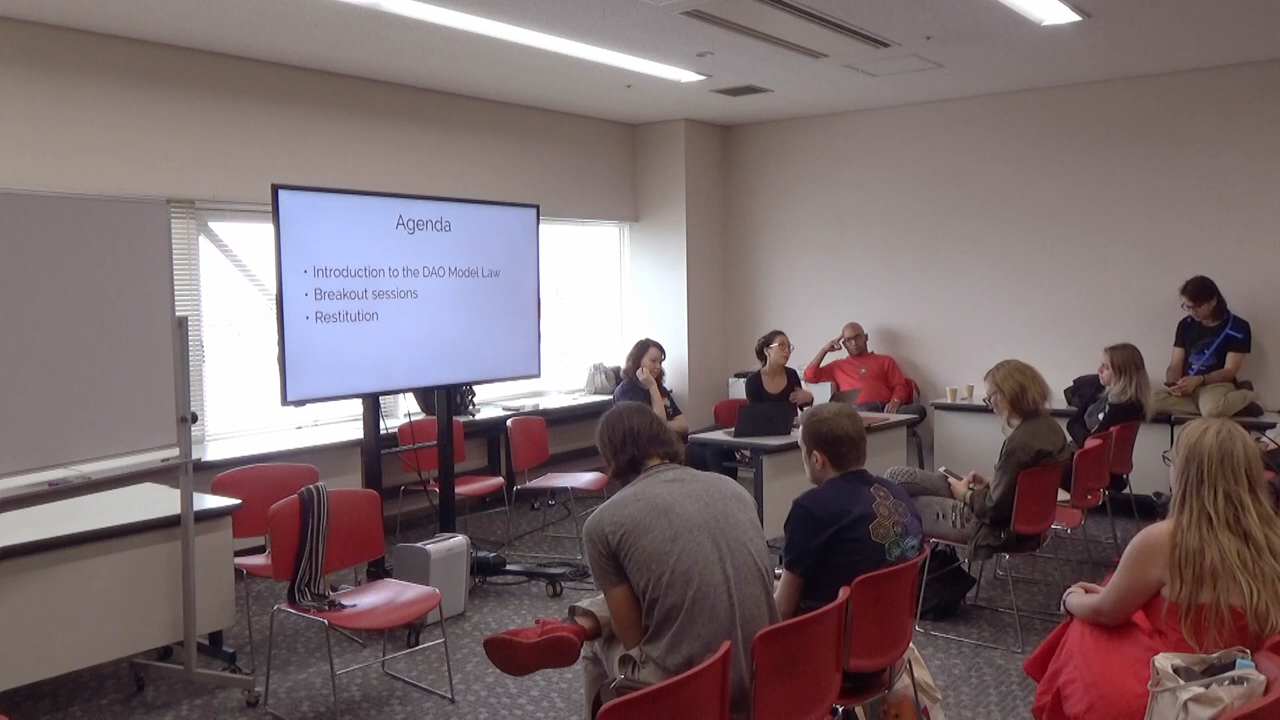 Agenda
• Introduction to the DAO Model Law
• Breakout sessions
• Restitution